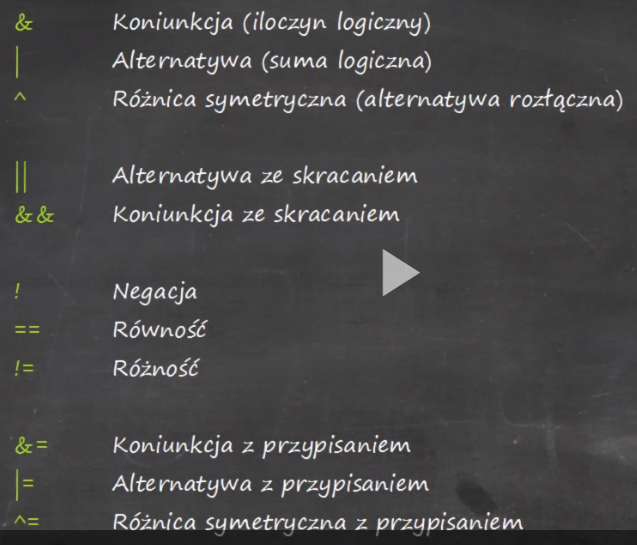 & Koniunkcja (iloczyn logiczny)
| Alternatywa (suma logiczna)
^ Różnica symetryczna (alternatywa rozłączna)
|| Alternatywa ze skracaniem
&& Koniunkcja ze skracaniem
! Negacja
== Równość
!= Różność
&= Koniunkcja z przypisaniem
|= Alternatywa z przypisaniem
^= Różnica symetryczna z przypisaniem